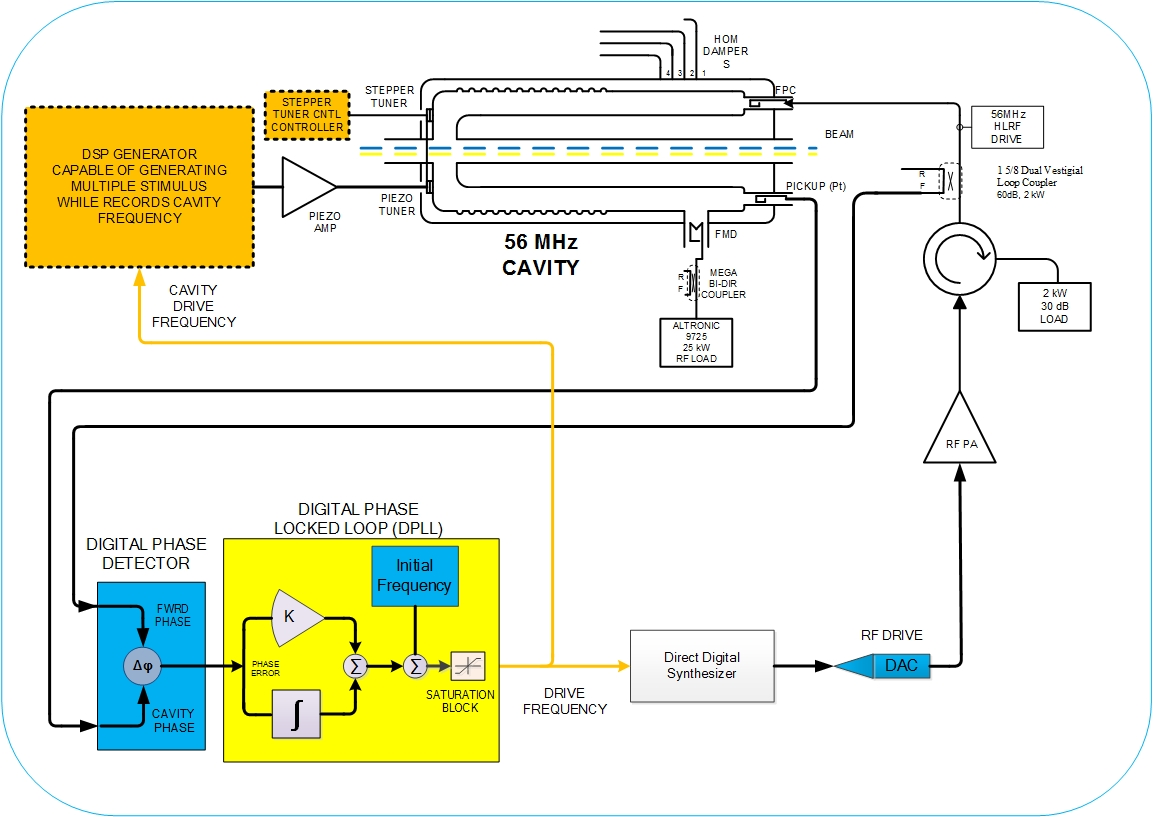 HOM
DAMPER
S
4
3
2
1
STEPPER
TUNER
FPC
STEPPER
TUNER CNTL
CONTROLLER
56MHz
HLRF
DRIVE
BEAM
DSP GENERATOR
CAPABLE OF GENERATING
MULTIPLE STIMULUS
WHILE RECORDS CAVITY
FREQUENCY
R
F
1 5/8 Dual Vestigial
Loop Coupler
60dB, 2 kW
PICKUP (Pt)
PIEZO
TUNER
PIEZO
AMP
FMD
56 MHz
CAVITY
R
F
MEGA
BI-DIR
COUPLER
CAVITY
DRIVE
FREQUENCY
2 kW
30 dB
LOAD
ALTRONIC
9725
25 kW
RF LOAD
RF PA
DIGITAL PHASE
LOCKED LOOP (DPLL)
DIGITAL PHASE
DETECTOR
Initial
Frequency
FWRD
PHASE
K
Δφ
PHASE
ERROR
Σ
Σ
SATURATION
BLOCK
∫
CAVITY
PHASE
DRIVE
FREQUENCY
Direct Digital
Synthesizer
RF DRIVE
DAC